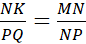 NK/PQ = MN/NP